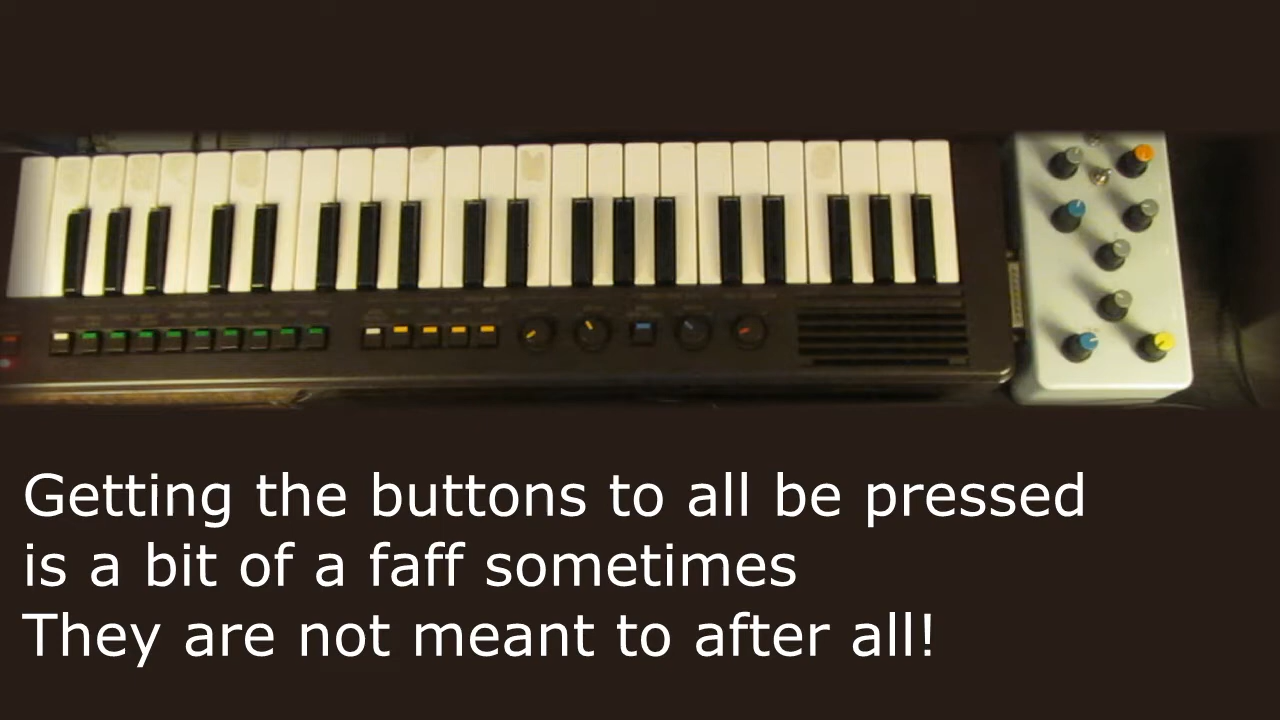 Getting the buttons to all be pressed
is a bit of a faff sometimes
They are not meant to after all!